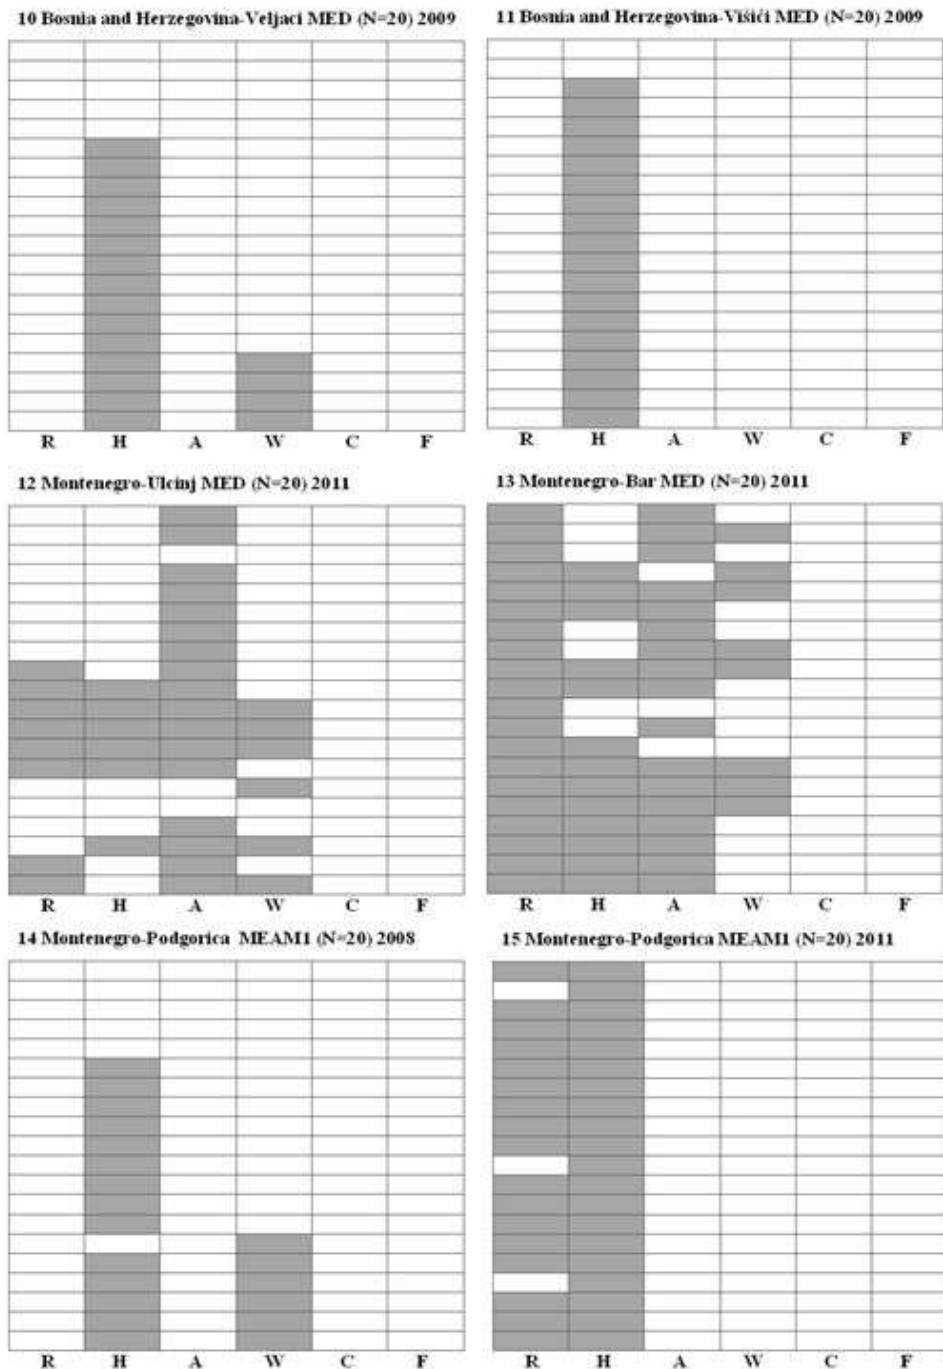 10 Bosnia and Herzegovina-Veljaci MED (N=20) 2009
11 Bosnia and Herzegovina-Višići MED (N=20) 2009
R H A W C F
R H A W C F
12 Montenegro-Ulcinj MED (N=20) 2011
13 Montenegro-Bar MED (N=20) 2011
R H A W C F
R H A W C F
14 Montenegro-Podgorica MEAM1 (N=20) 2008
15 Montenegro-Podgorica MEAM1 (N=20) 2011
R H A W C F
R H A W C F